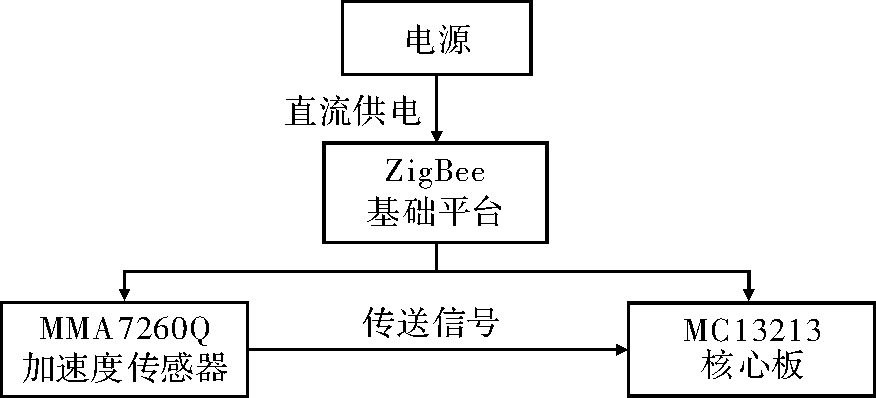 电源
直流供电
ZigBee
基础平台
传送信号
MMA7260Q
加速度传感器
MC13213
核心板